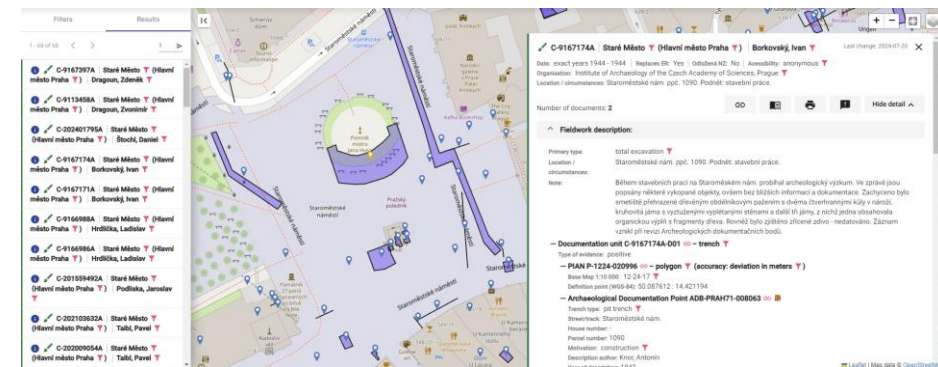 Filters Results
1 - 68 of 68 1
C-9167397A Staré Město (Hlavní
město Praha) Dragoun, Zdeněk
C-9113458A Staré Město (Hlavní
město Praha) Dragoun, Zvonimír
C-202401795A Staré Město
(Hlavní město Praha) Štochl, Daniel
C-9167174A Staré Město (Hlavní
město Praha) Borkovský, Ivan
C-9167171A Staré Město (Hlavní
město Praha) Borkovský, Ivan
C-9166988A Staré Město (Hlavní
město Praha) Hrdlička, Ladislav
C-9166986A Staré Město (Hlavní
město Praha) Hrdlička, Ladislav
C-201559492A Staré Město
(Hlavní město Praha) Podliska, Jaroslav
C-202103632A Staré Město
(Hlavní město Praha) Taibl, Pavel
C-202009054A Staré Město
(Hlavní město Praha) Taibl, Pavel
Staroměstské náměstí
Staroměstské
náměstí
Pomník
mistra
Jana Husa
Pražský
poledník
C-9167174A Staré Město (Hlavní město Praha) Borkovský, Ivan Last change: 2024-07-20
Date: exact years 1944 - 1944 Replaces ER: Yes Odložená NZ: No Acessibility: anonymous
Organisation: Institute of Archaeology of the Czech Academy of Sciences, Prague
Location / circumstances: Staroměstské nám. ppč. 1090. Podnět: stavební práce.
Number of documents: 2 Hide detail
Fieldwork description:
Primary type: total excavation
Location / Staroměstské nám. ppč. 1090. Podnět: stavební práce.
circumstances:
Note: Během stavebních prací na Staroměském nám. probíhal archeologický výzkum. Ve zprávě jsou
popsány některé vykopané objekty, ovšem bez bližších informací a dokumentace. Zachyceno bylo
smetiště přehrazené dřevěným obdélníkovým pažením s dvěma čtverhrannými kůly v nároží,
kruhovitá jáma s vyztuženými vyplétanými stěnami a další tři jámy, z nichž jedna obsahovala
organickou výplň s fragmenty dřeva. Rovněž bylo zjištěno zřícené zdivo - nedatováno. Záznam
vznikl při revizi Archeologických dokumentačních bodů.
Documentation unit C-9167174A-D01 – trench
Type of evidence: positive
PIAN P-1224-020996 – polygon (accuracy: deviation in meters)
Base Map 1:10 000: 12-24-17
Definition point (WGS-84): 50.087612 : 14.421194
Archaeological Documentation Point ADB-PRAH71-008063
Trench type: pit trench
Street/track: Staroměstské nám.
House number: -
Parcel number: 1090
Motivation: construction
Description author: Knor, Antonín
Leaflet | Map data © OpenStreetM